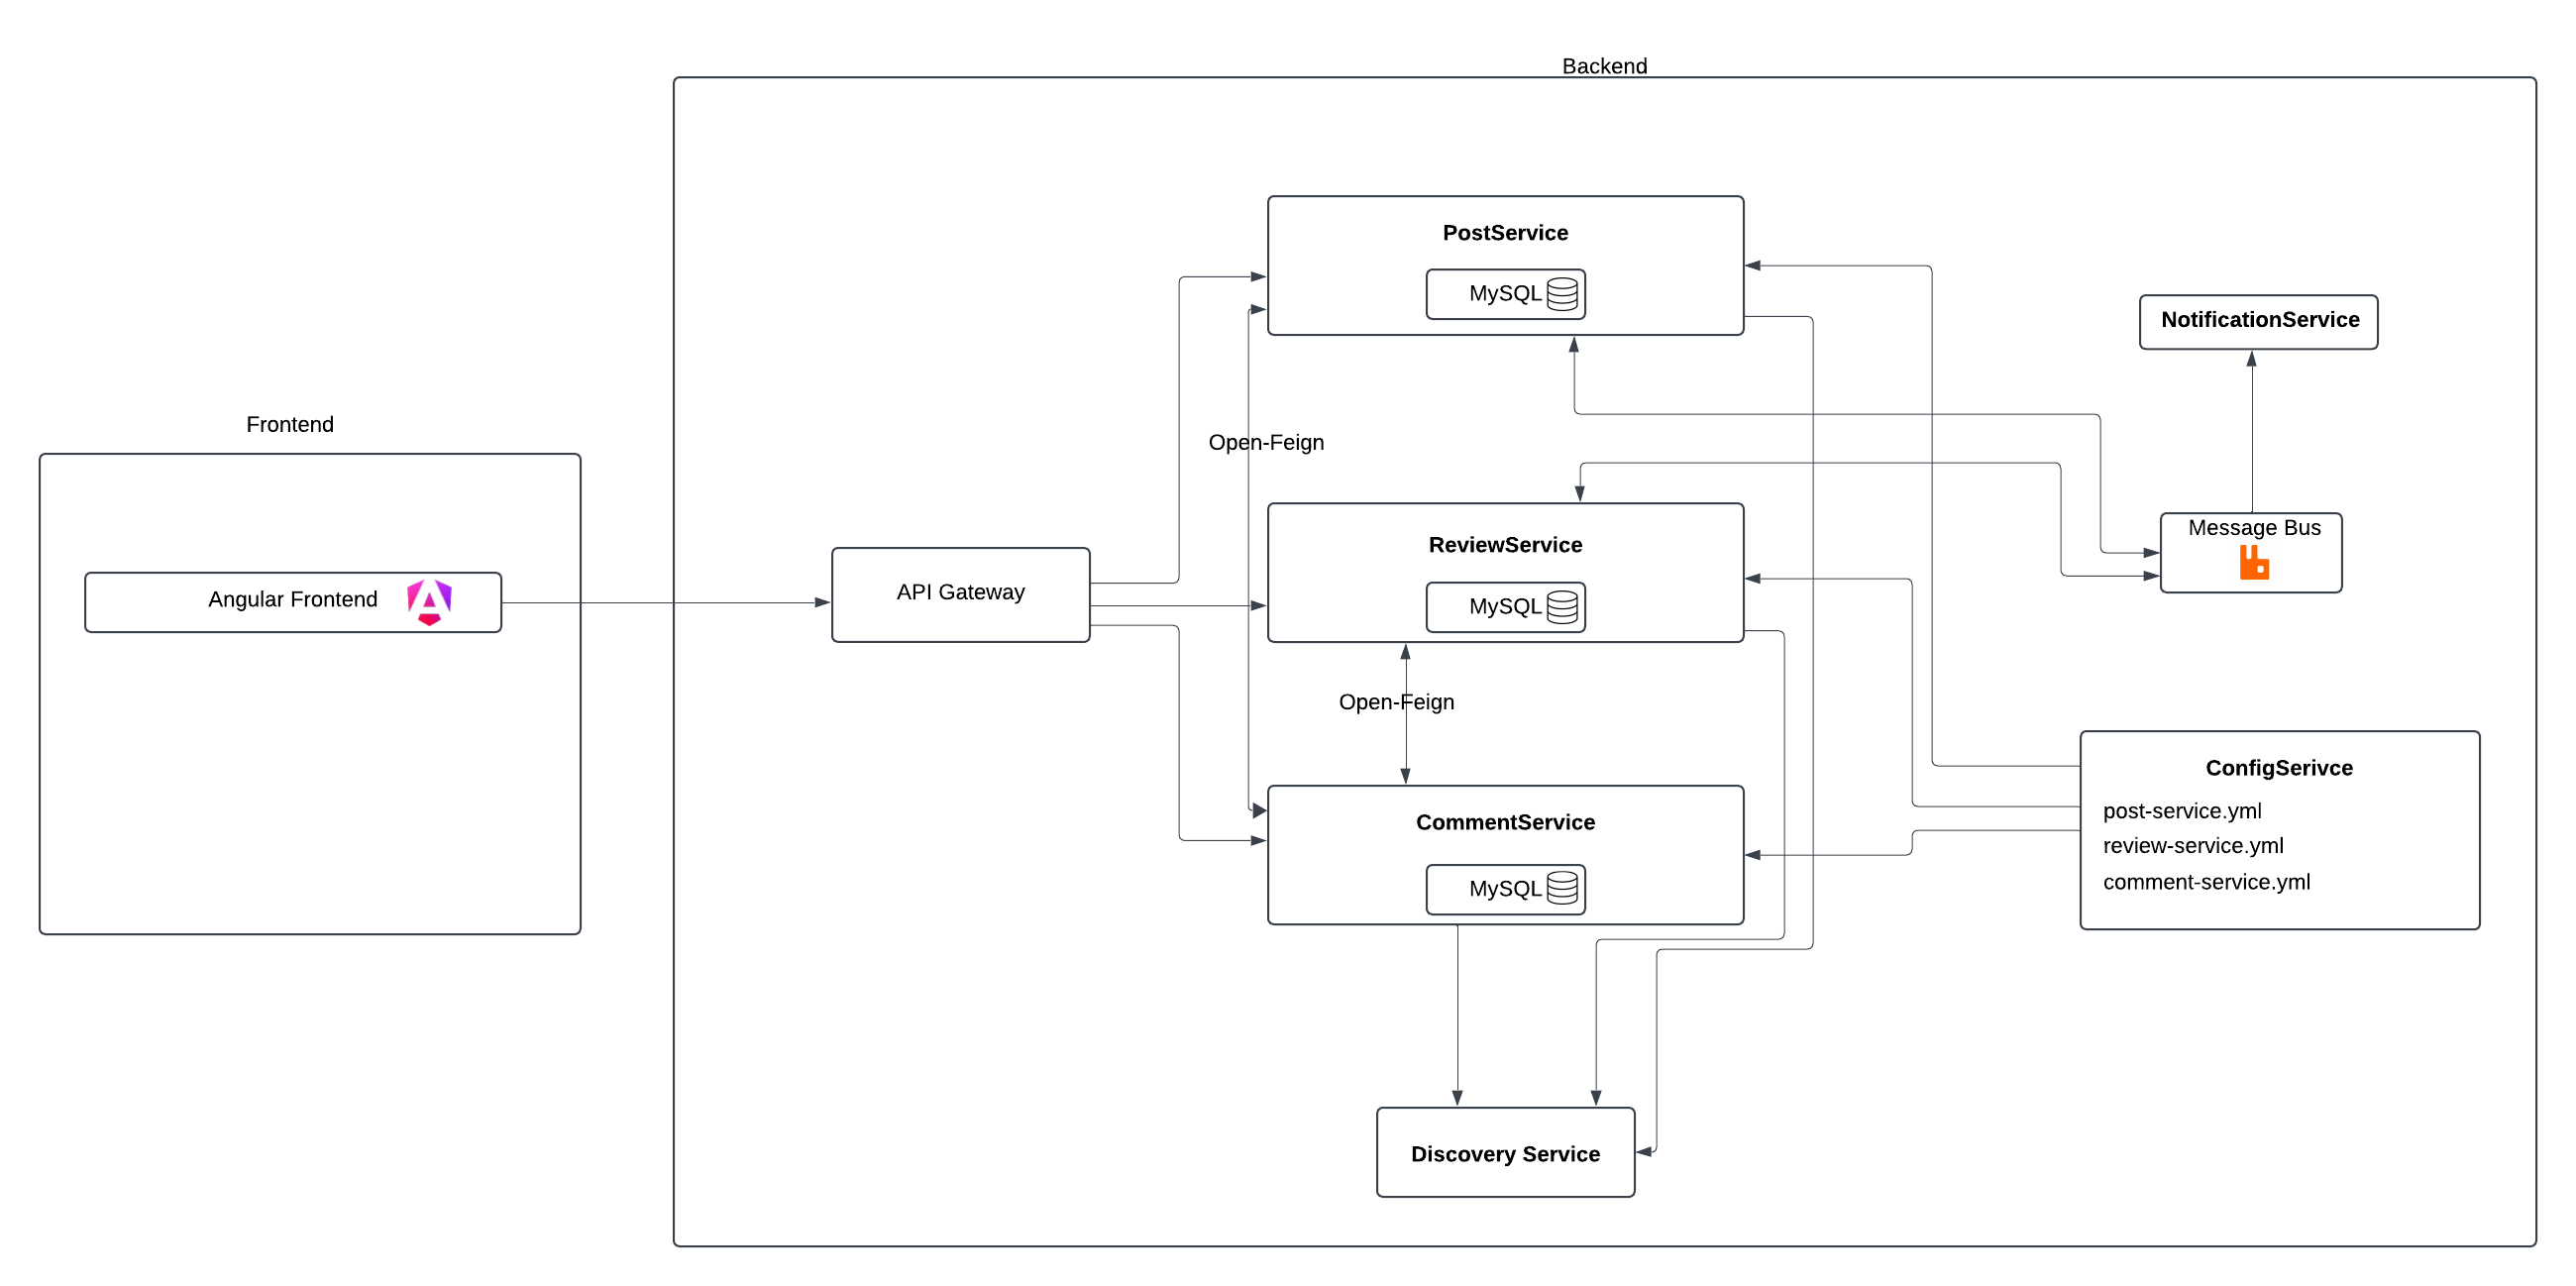 Backend
PostService
MySQL
NotificationService
Frontend
Open-Feign
Message Bus
ReviewService
API Gateway
Angular Frontend
MySQL
Open-Feign
ConfigSerivce
post-service.yml
review-service.yml
comment-service.yml
CommentService
MySQL
Discovery Service